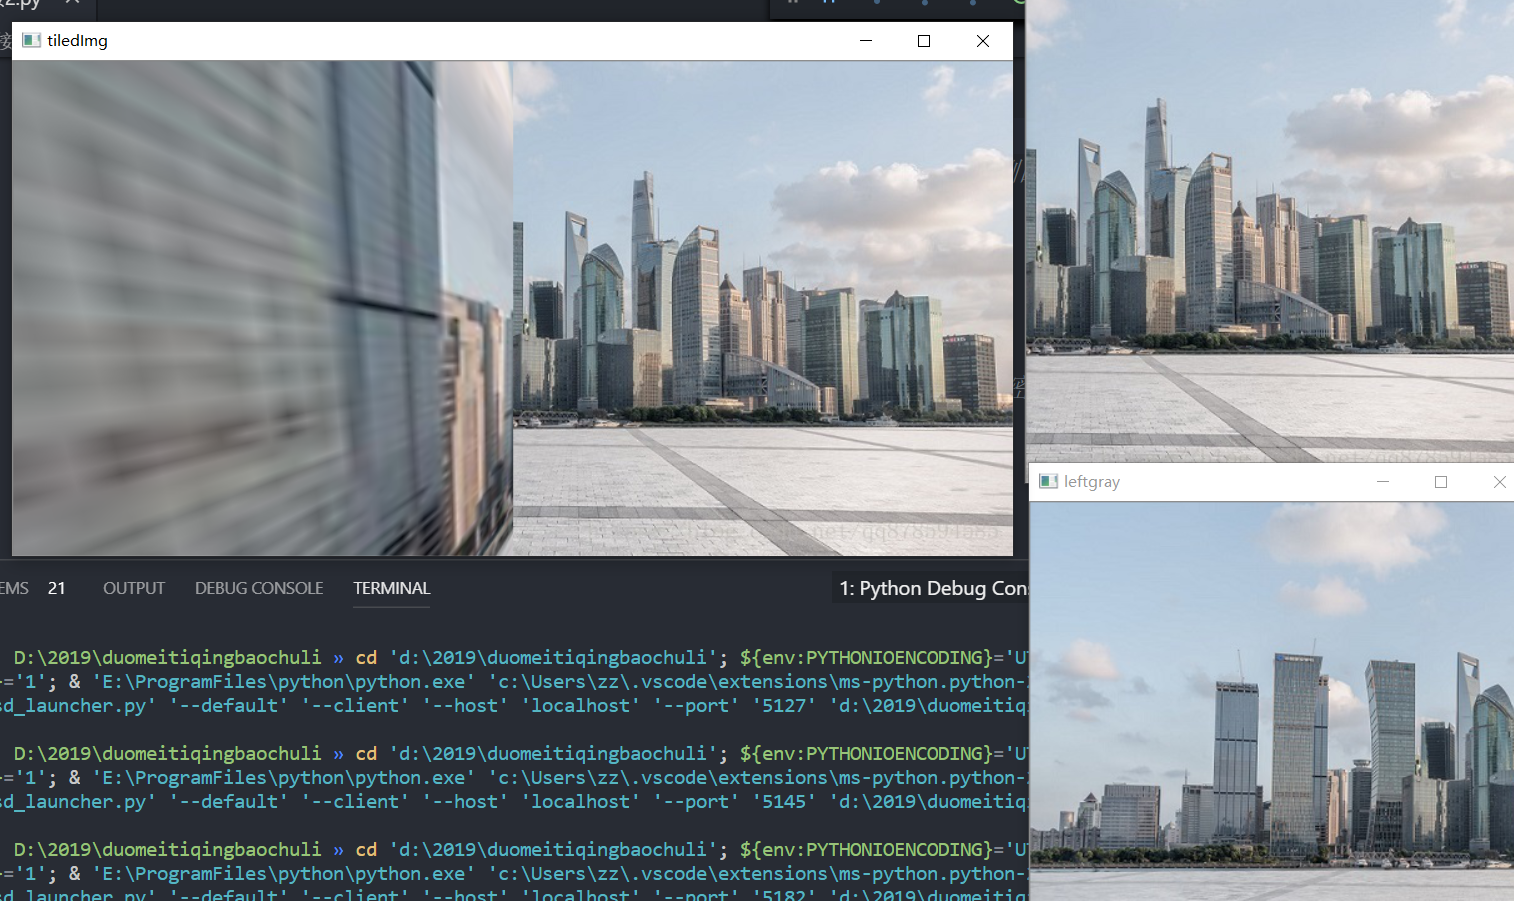 2.py
tiledImg
leftgray
EMS 21 OUTPUT DEBUG CONSOLE TERMINAL 1: Python Debug Con
D:\2019\duomeitiqingbaochuli » cd 'd:\2019\duomeitiqingbaochuli'; ${env:PYTHONIOENCODING}='UT
='1'; & 'E:\ProgramFiles\python\python.exe' 'c:\Users\zz\.vscode\extensions\ms-python.python-
sd_launcher.py' '--default' '--client' '--host' 'localhost' '--port' '5127' 'd:\2019\duomeitiq
D:\2019\duomeitiqingbaochuli » cd 'd:\2019\duomeitiqingbaochuli'; ${env:PYTHONIOENCODING}='UT
='1'; & 'E:\ProgramFiles\python\python.exe' 'c:\Users\zz\.vscode\extensions\ms-python.python-
sd_launcher.py' '--default' '--client' '--host' 'localhost' '--port' '5145' 'd:\2019\duomeitiq
D:\2019\duomeitiqingbaochuli » cd 'd:\2019\duomeitiqingbaochuli'; ${env:PYTHONIOENCODING}='UT
='1'; & 'E:\ProgramFiles\python\python.exe' 'c:\Users\zz\.vscode\extensions\ms-python.python-
sd_launcher.py' '--default' '--client' '--host' 'localhost' '--port' '5182' 'd:\2019\duomeitiq